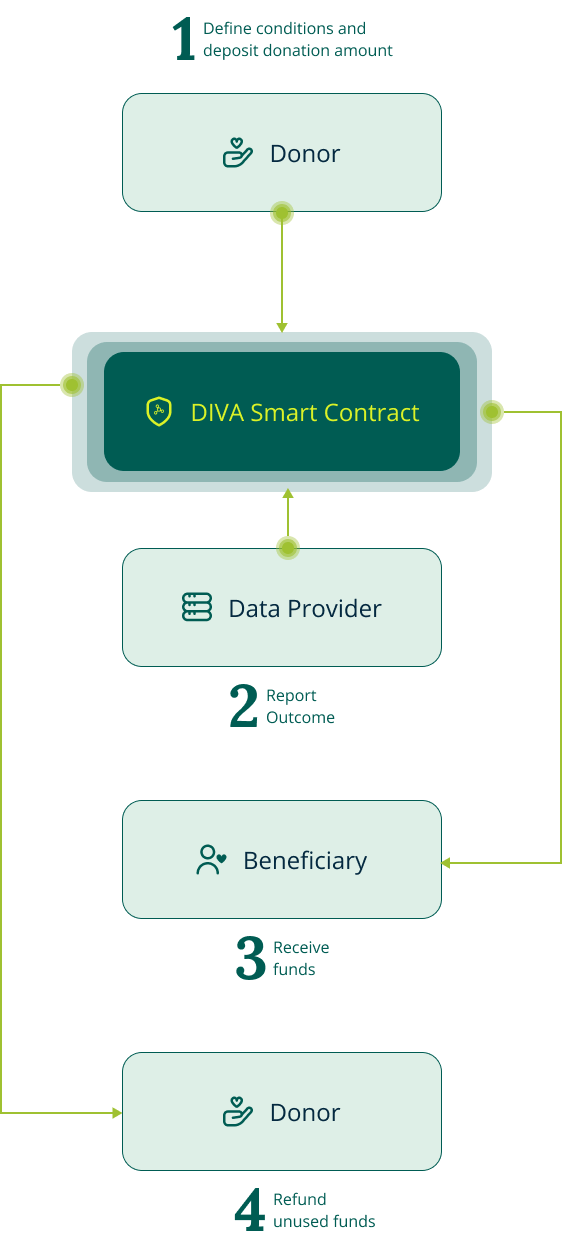 1 Define conditions and
deposit donation amount
Donor
DIVA Smart Contract
Data Provider
2 Report
Outcome
Beneficiary
3 Receive
funds
Donor
4 Refund
unused funds